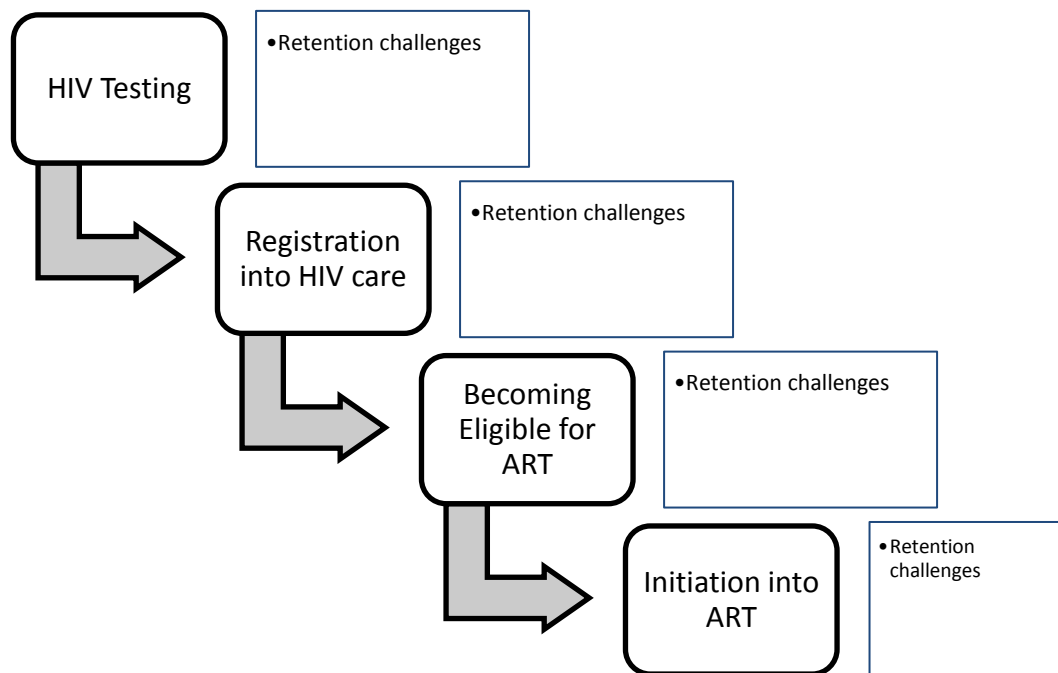 HIV Testing
•Retention challenges
Registration
into HIV care
•Retention challenges
Becoming
Eligible for
ART
•Retention challenges
Initiation into
ART
•Retention
challenges